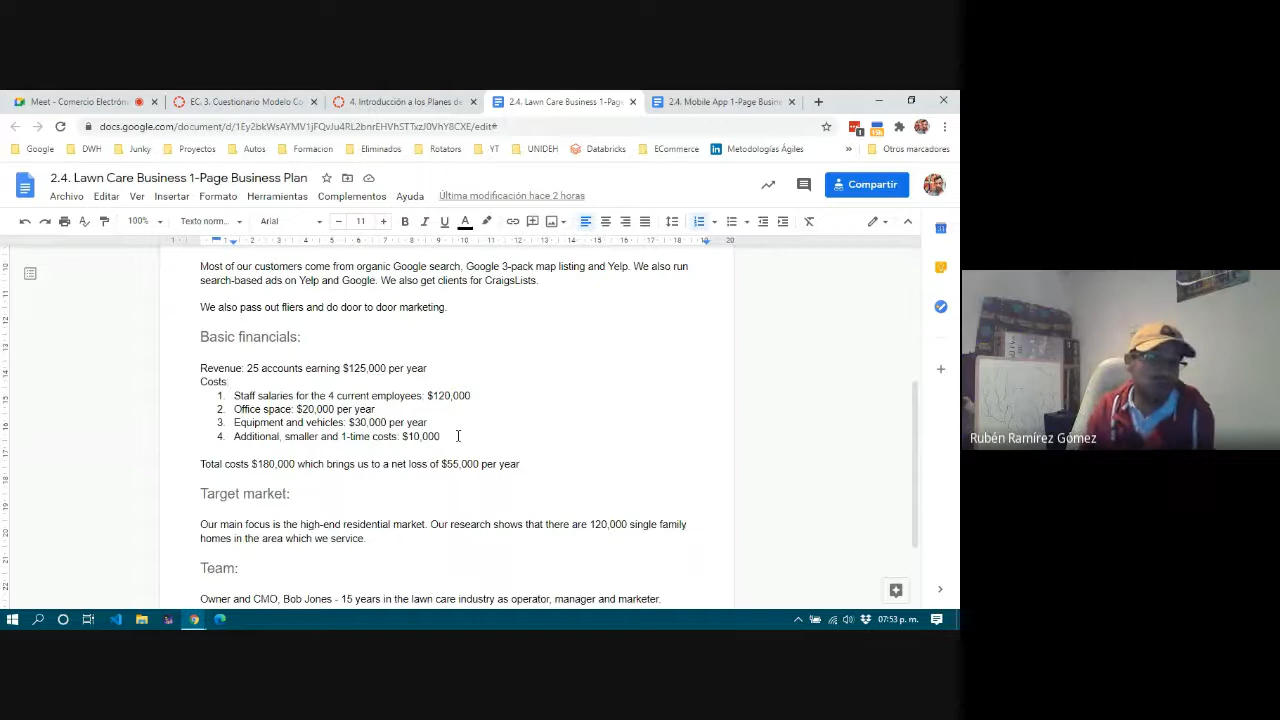 Meet - Comercio Electrón
EC. 3. Cuestionario Modelo Co
4. Introducción a los Planes de
2.4. Lawn Care Business 1-Page
2.4. Mobile App 1-Page Busine
docs.google.com/document/d/1Ey2bkWsAYMV1jFQvJu4RL2bnrEHVhSTTxzJ0VhY8CXE/edit#
Google
DWH
Junky
Proyectos
Autos
Formacion
Eliminados
Rotators
YT
UNIDEH
Databricks
ECommerce
Metodologías Ágiles
»
Otros marcadores
2.4. Lawn Care Business 1-Page Business Plan
Archivo Editar Ver Insertar Formato Herramientas Complementos Ayuda
Última modificación hace 2 horas
Compartir
100%
Texto norm...
Arial
11
Most of our customers come from organic Google search, Google 3-pack map listing and Yelp. We also run
search-based ads on Yelp and Google. We also get clients for CraigsLists.
We also pass out fliers and do door to door marketing.
Basic financials:
Revenue: 25 accounts earning $125,000 per year
Costs:
1. Staff salaries for the 4 current employees: $120,000
2. Office space: $20,000 per year
3. Equipment and vehicles: $30,000 per year
4. Additional, smaller and 1-time costs: $10,000
Total costs $180,000 which brings us to a net loss of $55,000 per year
Target market:
Our main focus is the high-end residential market. Our research shows that there are 120,000 single family
homes in the area which we service.
Team:
Owner and CMO, Bob Jones - 15 years in the lawn care industry as operator, manager and marketer.
07:53 p. m.
Rubén Ramírez Gómez